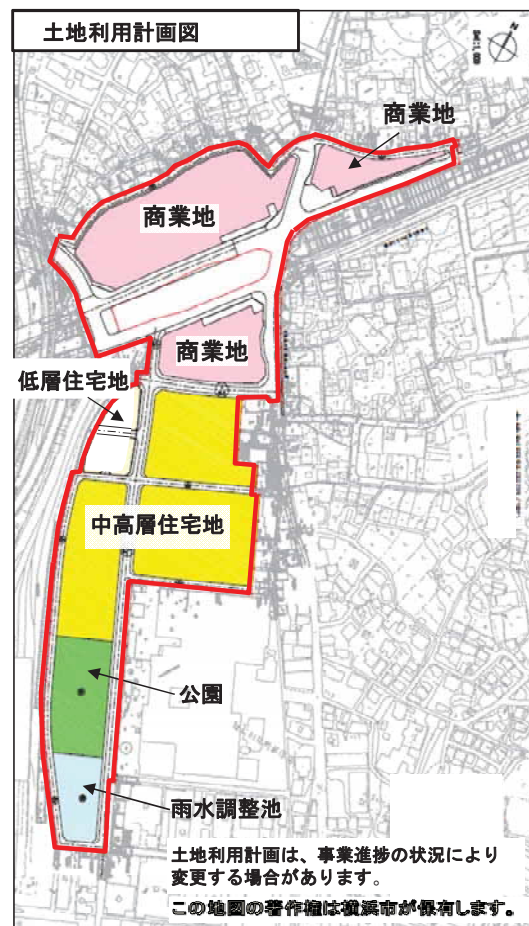 土地利用計画図
商業地
商業地
商業地
低層住宅地
中高層住宅地
公園
雨水調整池
土地利用計画は、事業進捗の状況により
変更する場合があります。
この地図の著作権は横浜市が保有します。